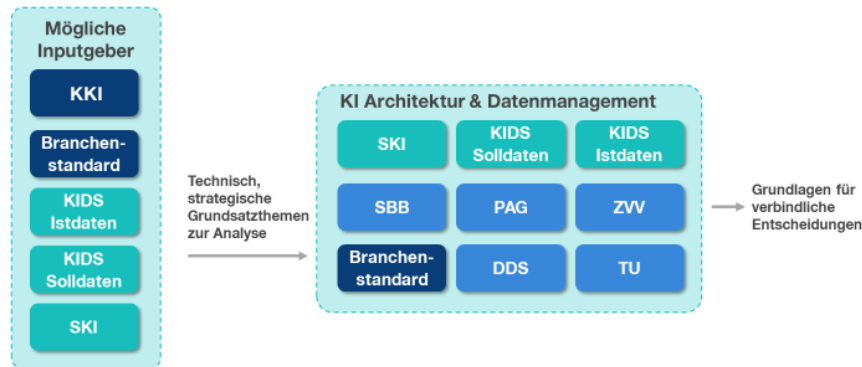 Mögliche
Inputgeber
KKI
Branchen-
standard
KIDS
Istdaten
KIDS
Solldaten
SKI
Technisch,
strategische
Grundsatzthemen
zur Analyse
KI Architektur & Datenmanagement
SKI
KIDS
Solldaten
KIDS
Istdaten
SBB
PAG
ZVV
Branchen-
standard
DDS
TU
Grundlagen für
verbindliche
Entscheidungen